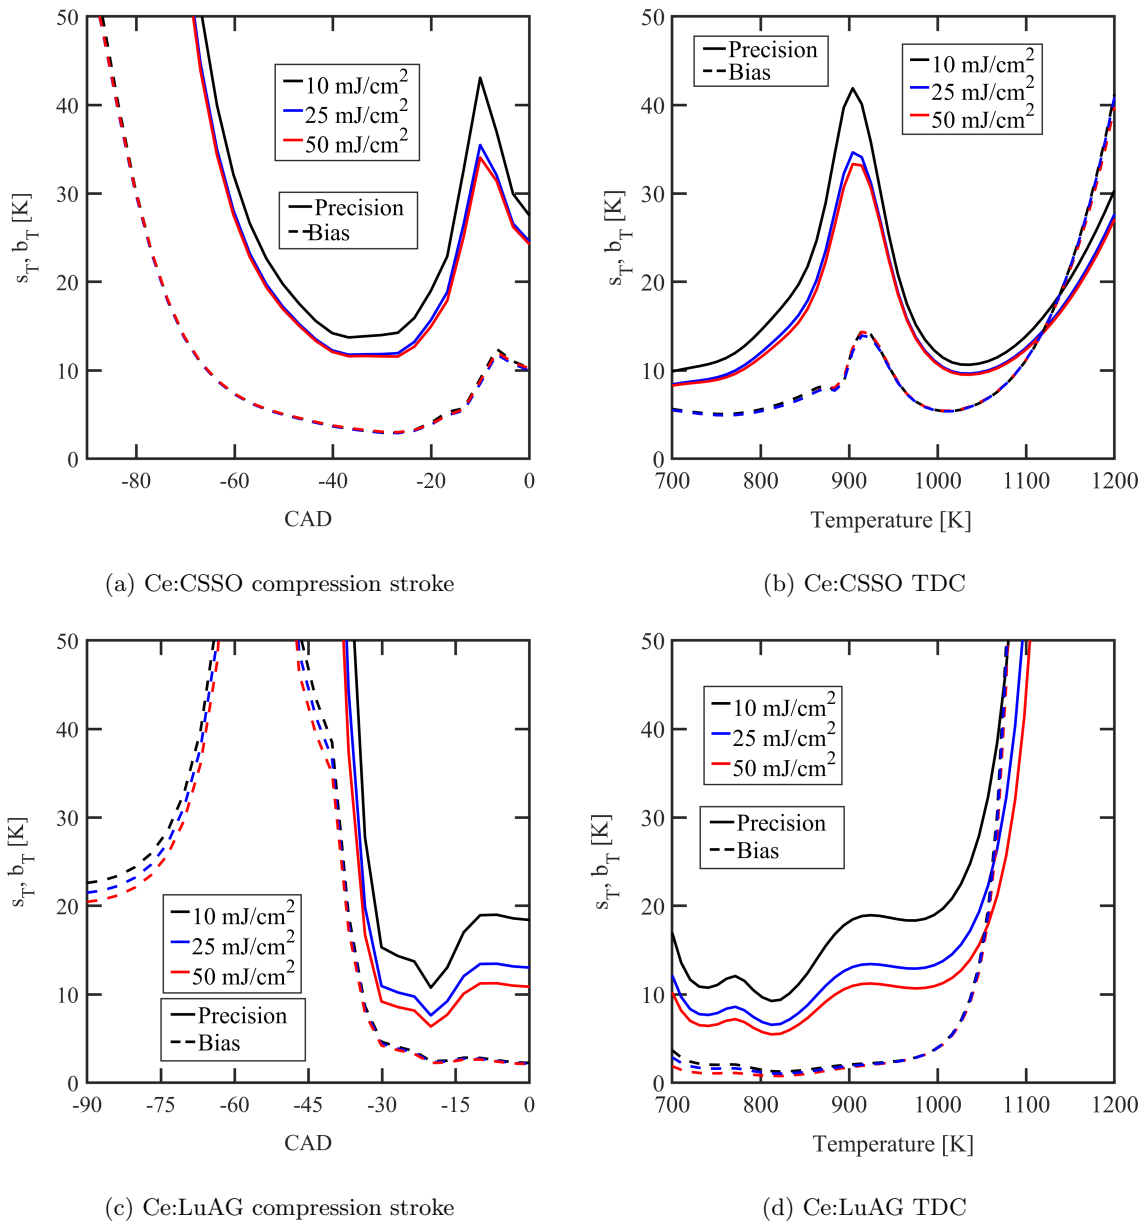 50
40
30
20
10
0
s_T, b_T [K]
10 mJ/cm²
25 mJ/cm²
50 mJ/cm²
Precision
Bias
-80
-60
-40
-20
0
CAD
(a) Ce:CSSO compression stroke
50
40
30
20
10
0
s_T, b_T [K]
Precision
Bias
10 mJ/cm²
25 mJ/cm²
50 mJ/cm²
700
800
900
1000
1100
1200
Temperature [K]
(b) Ce:CSSO TDC
50
40
30
20
10
0
s_T, b_T [K]
10 mJ/cm²
25 mJ/cm²
50 mJ/cm²
Precision
Bias
-90
-75
-60
-45
-30
-15
0
CAD
(c) Ce:LuAG compression stroke
50
40
30
20
10
0
s_T, b_T [K]
10 mJ/cm²
25 mJ/cm²
50 mJ/cm²
Precision
Bias
700
800
900
1000
1100
1200
Temperature [K]
(d) Ce:LuAG TDC